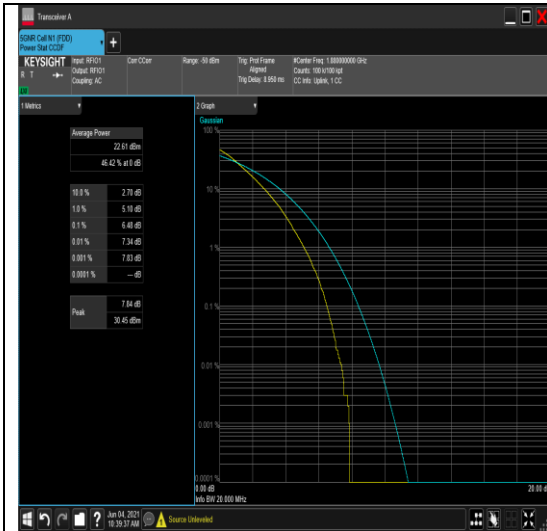 Transceiver A
5GNR Cell N1 (FDD)
Power Stat CCDF
KEYSIGHT
R T
Input: RFIO1
Output: RFIO1
Coupling: AC
Corr CCorr
Range: -50 dBm
Trig: Prot Frame
Aligned
Trig Delay: 8.950 ms
#Center Freq: 1.880000000 GHz
Counts: 100 k/100 kpt
CC Info: Uplink, 1 CC
1 Metrics
Average Power
22.61 dBm
46.42 % at 0 dB
10.0 % 2.70 dB
1.0 % 5.10 dB
0.1 % 6.40 dB
0.01 % 7.34 dB
0.001 % 7.83 dB
0.0001 % --- dB
Peak
7.84 dB
30.45 dBm
2 Graph
Gaussian
100 %
10 %
1 %
0.1 %
0.01 %
0.001 %
0.0001 %
0.00 dB
20.00 d
Info BW 20.000 MHz
?
Jun 04, 2021
10:39:37 AM
Source Unleveled